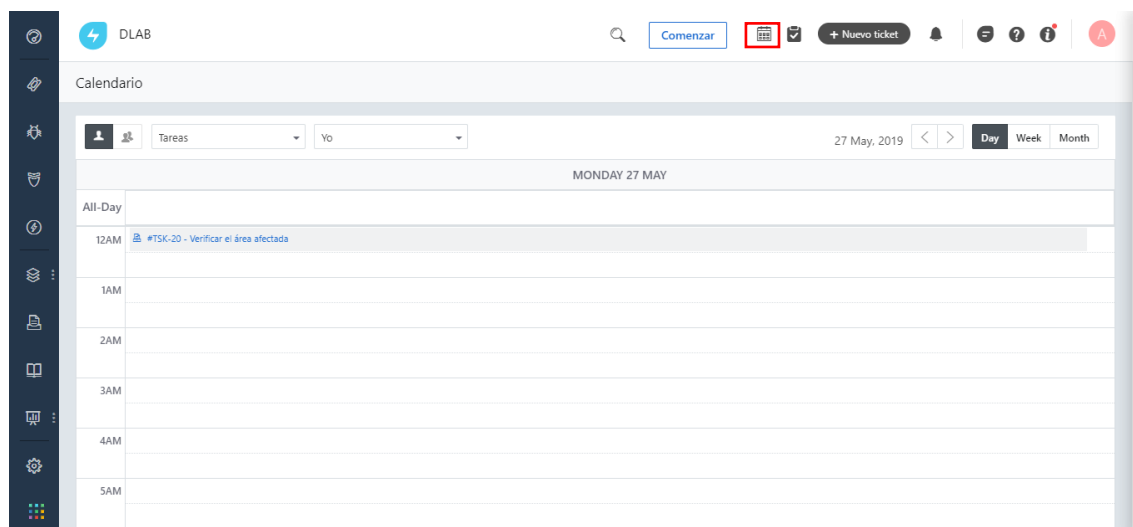 DLAB
Comenzar
+ Nuevo ticket
A
Calendario
Tareas
Yo
27 May, 2019
Day
Week
Month
MONDAY 27 MAY
All-Day
12AM
#TSK-20 - Verificar el área afectada
1AM
2AM
3AM
4AM
5AM